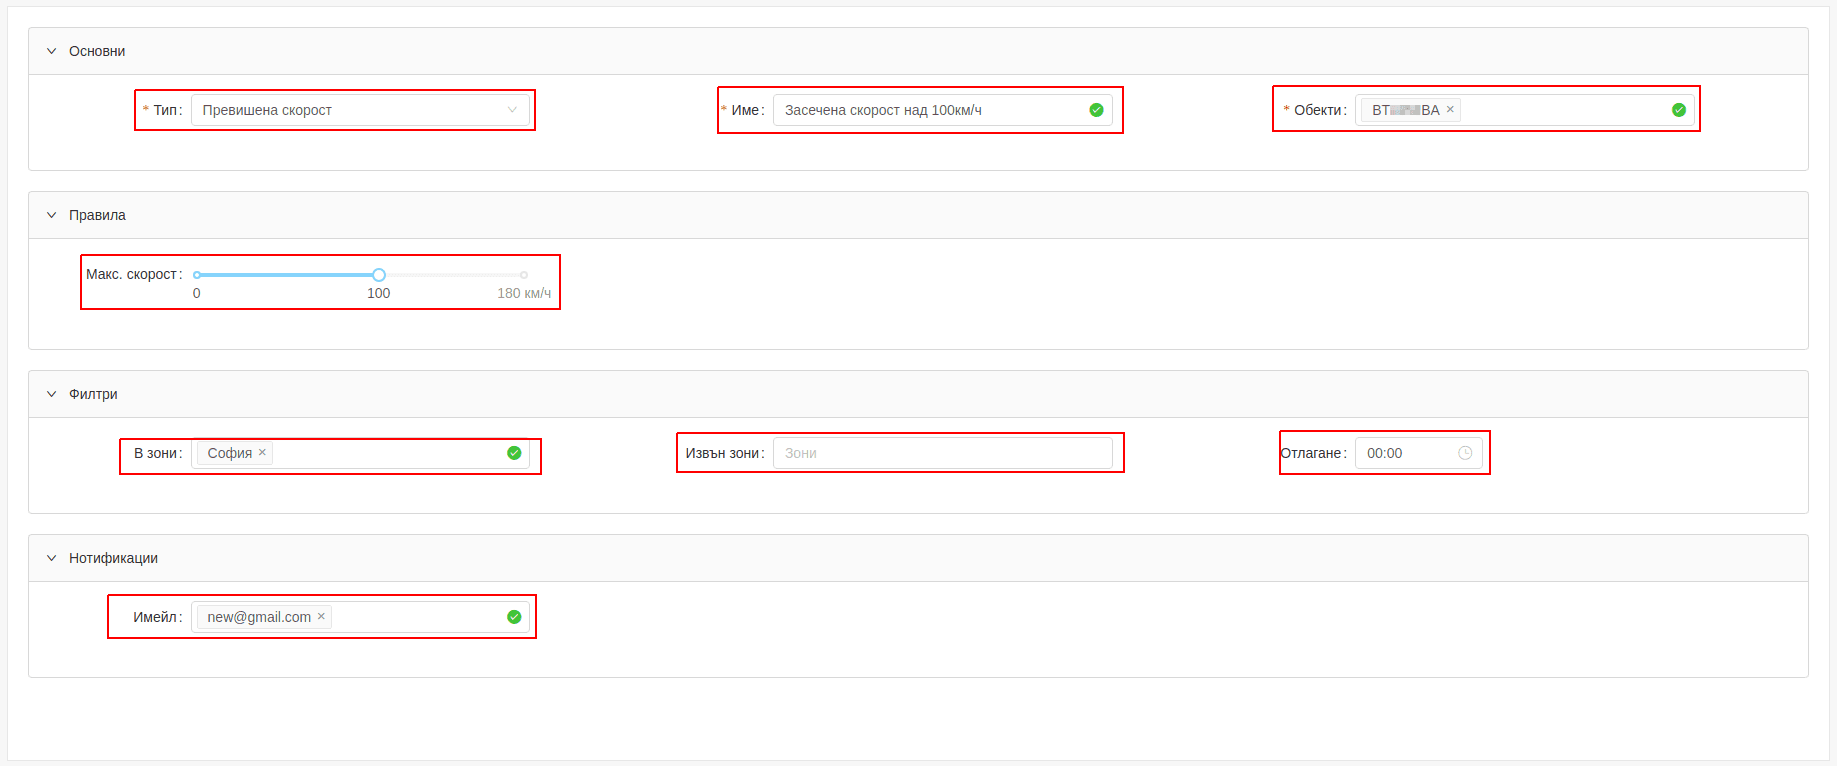 Основни
* Тип: Превишена скорост
* Име: Засечена скорост над 100км/ч
* Обекти: BT BA ×
Правила
Макс. скорост:
0 100 180 км/ч
Филтри
В зони: София ×
Извън зони: Зони
Отлагане: 00:00
Нотификации
Имейл: new@gmail.com ×